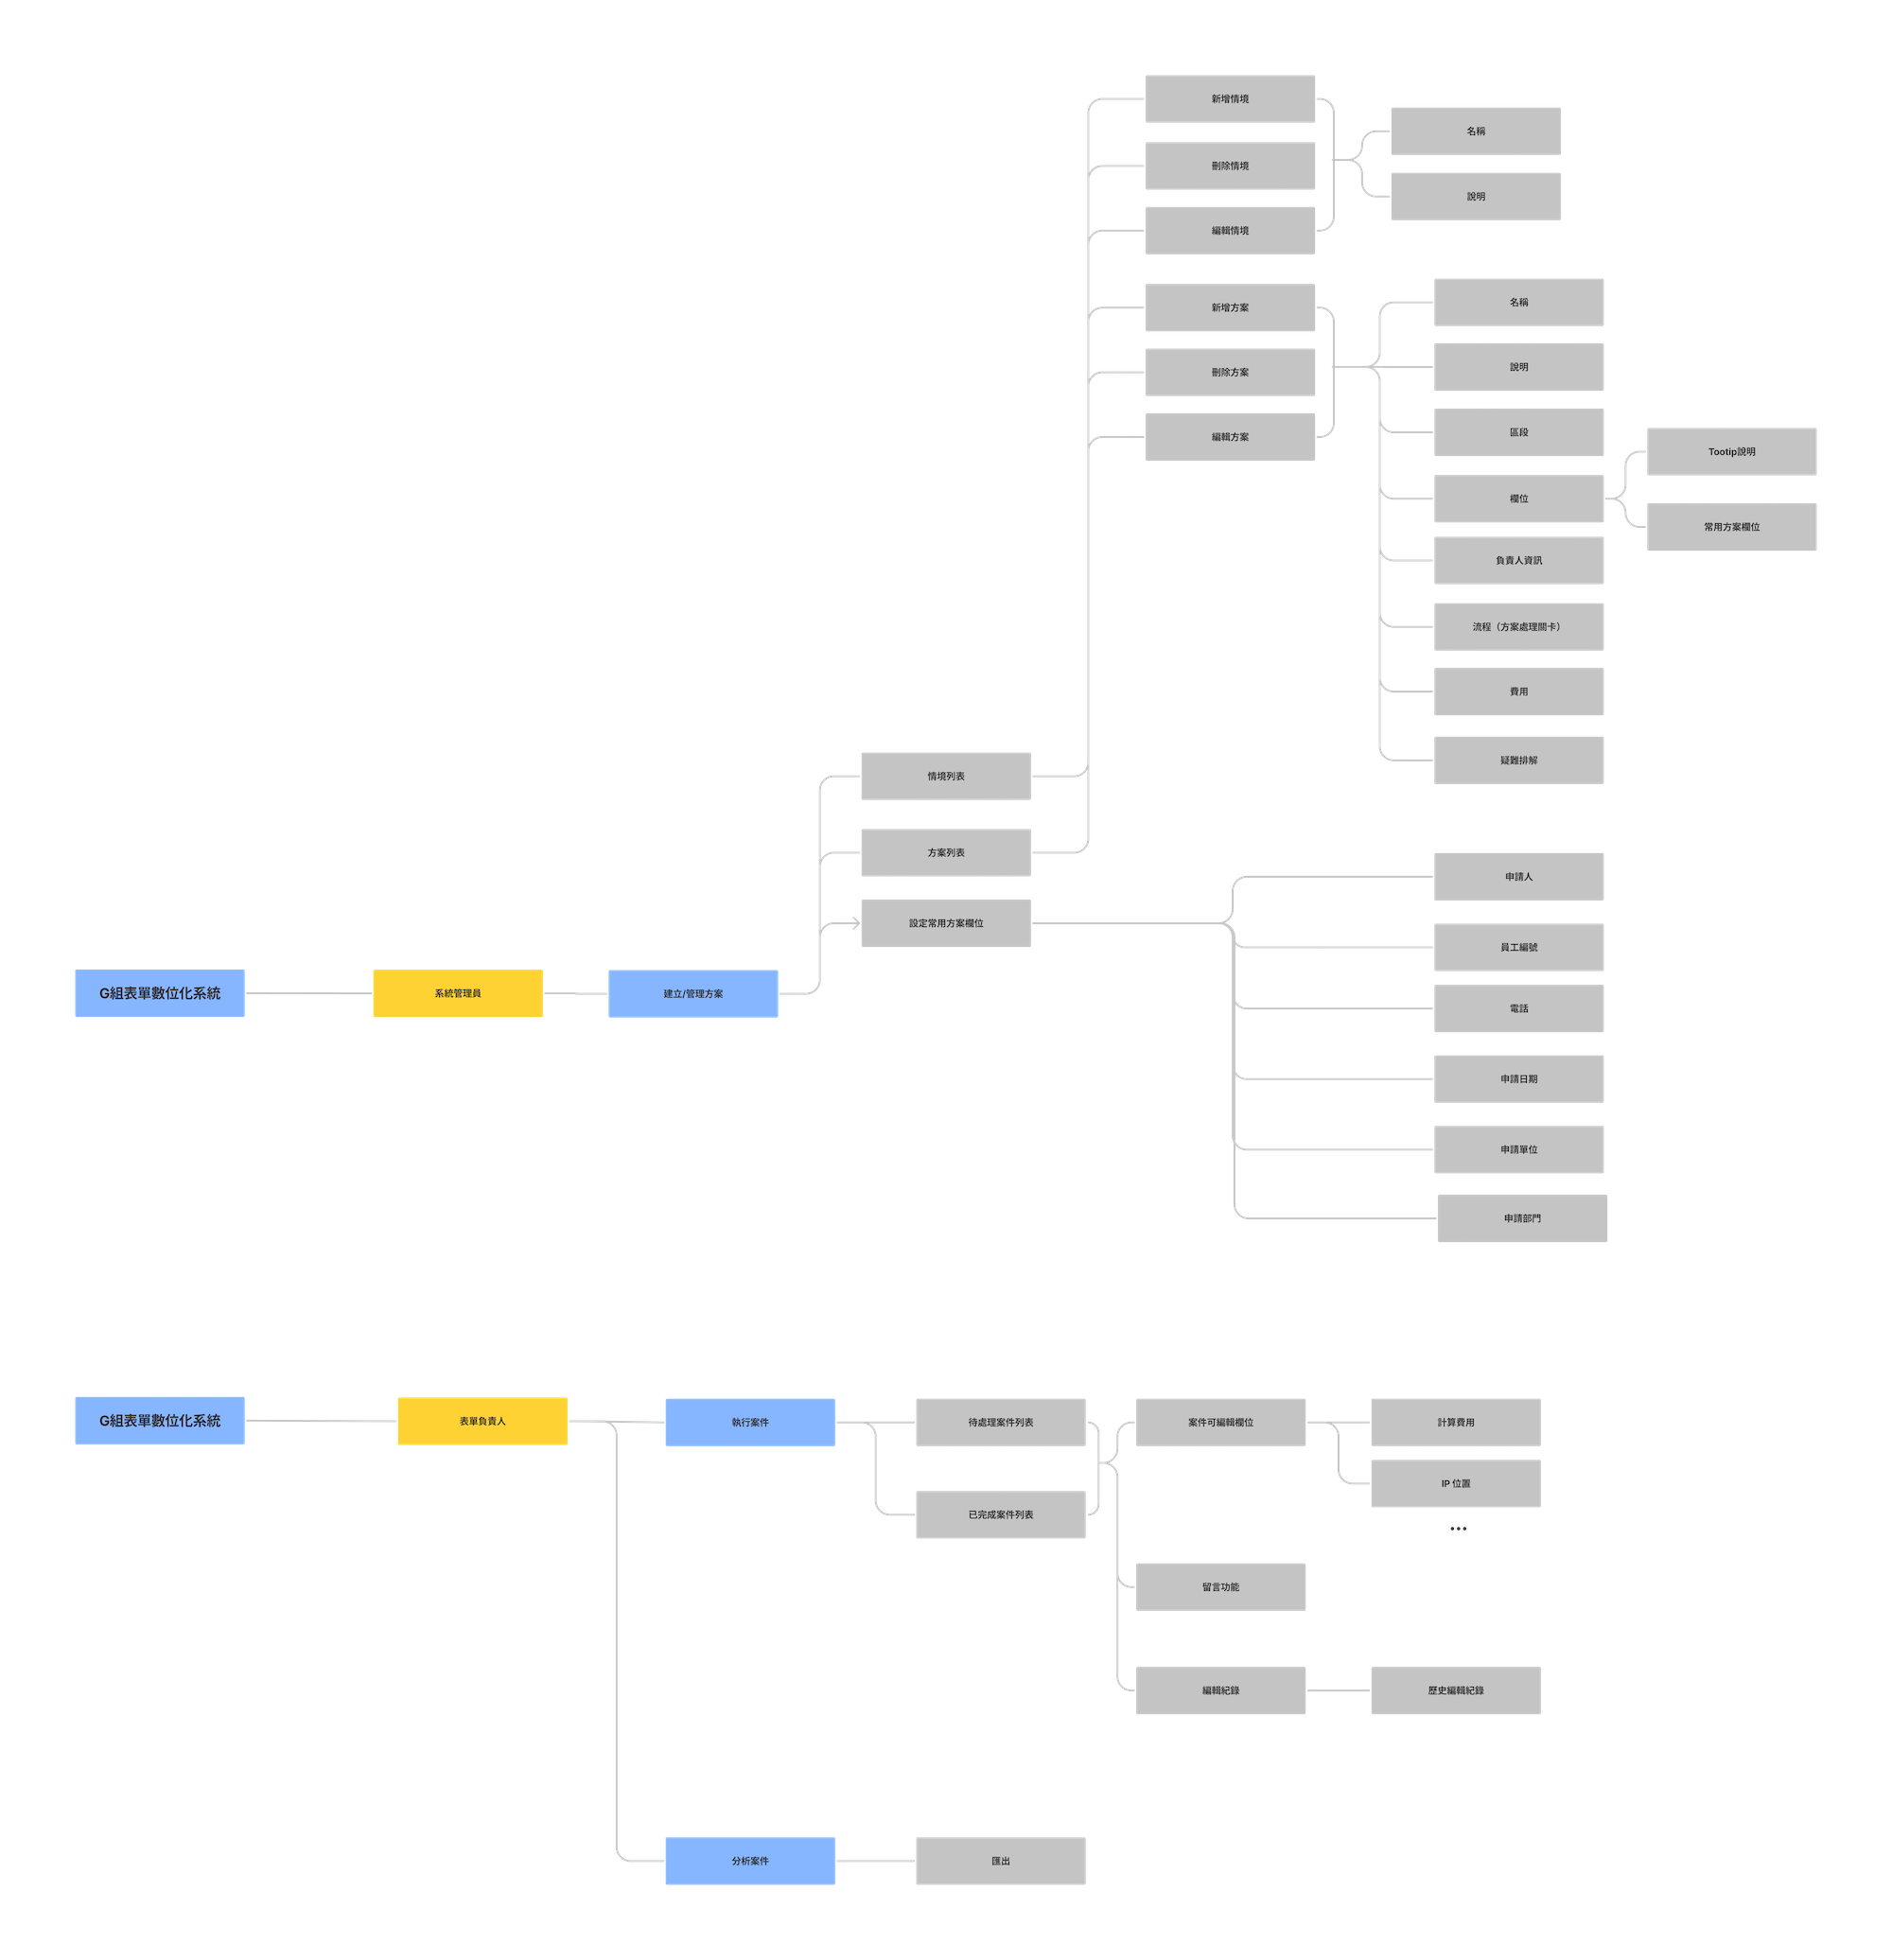 G組表單數位化系統
系統管理員
建立/管理方案
情境列表
方案列表
設定常用方案欄位
新增情境
刪除情境
編輯情境
名稱
說明
新增方案
刪除方案
編輯方案
名稱
說明
區段
欄位
Tootip說明
常用方案欄位
負責人資訊
流程（方案處理關卡）
費用
疑難排解
申請人
員工編號
電話
申請日期
申請單位
申請部門
G組表單數位化系統
表單負責人
執行案件
待處理案件列表
已完成案件列表
案件可編輯欄位
計算費用
IP 位置
...
留言功能
編輯紀錄
歷史編輯紀錄
分析案件
匯出